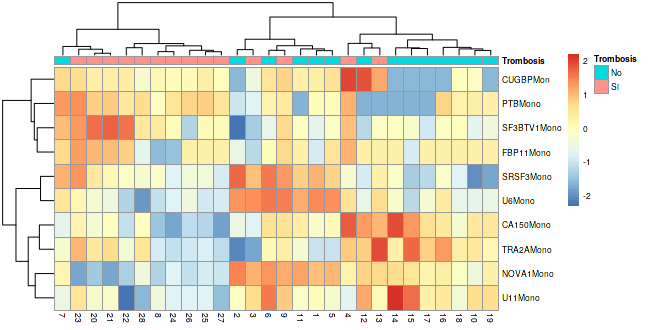 Trombosis
Trombosis
No
SI
2
1
0
-1
-2
CUGBPMon
PTBMono
SF3BTV1Mono
FBP11Mono
SRSF3Mono
U6Mono
CA150Mono
TRA2AMono
NOVA1Mono
U11Mono
7 23 20 21 22 28 8 24 26 25 27 2 3 6 9 11 1 5 4 12 13 14 15 17 16 18 10 19